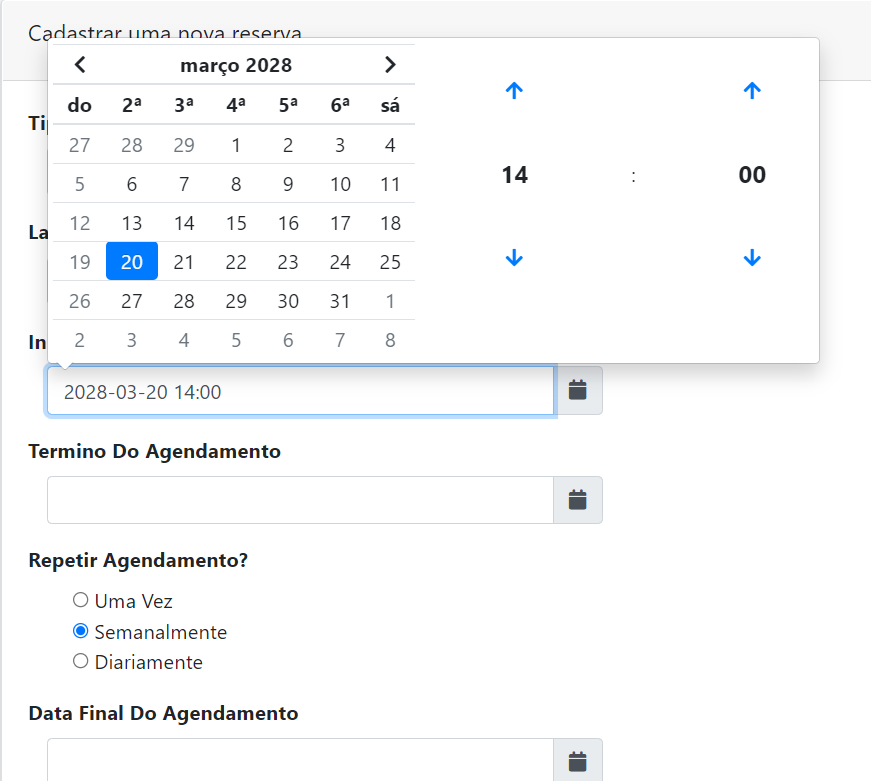 Cadastrar uma nova reserva
março 2028
do 2ª 3ª 4ª 5ª 6ª sá
27 28 29 1 2 3 4
5 6 7 8 9 10 11
12 13 14 15 16 17 18
19 20 21 22 23 24 25
26 27 28 29 30 31 1
2 3 4 5 6 7 8
14 : 00
2028-03-20 14:00
Termino Do Agendamento
Repetir Agendamento?
Uma Vez
Semanalmente
Diariamente
Data Final Do Agendamento